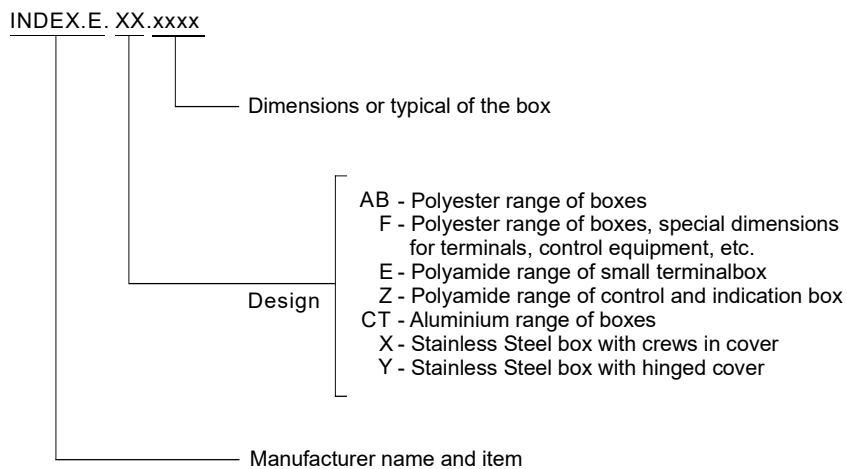 INDEX.E. XX.xxxx
Dimensions or typical of the box
AB - Polyester range of boxes
F - Polyester range of boxes, special dimensions
for terminals, control equipment, etc.
E - Polyamide range of small terminalbox
Design
Z - Polyamide range of control and indication box
CT - Aluminium range of boxes
X - Stainless Steel box with crews in cover
Y - Stainless Steel box with hinged cover
Manufacturer name and item